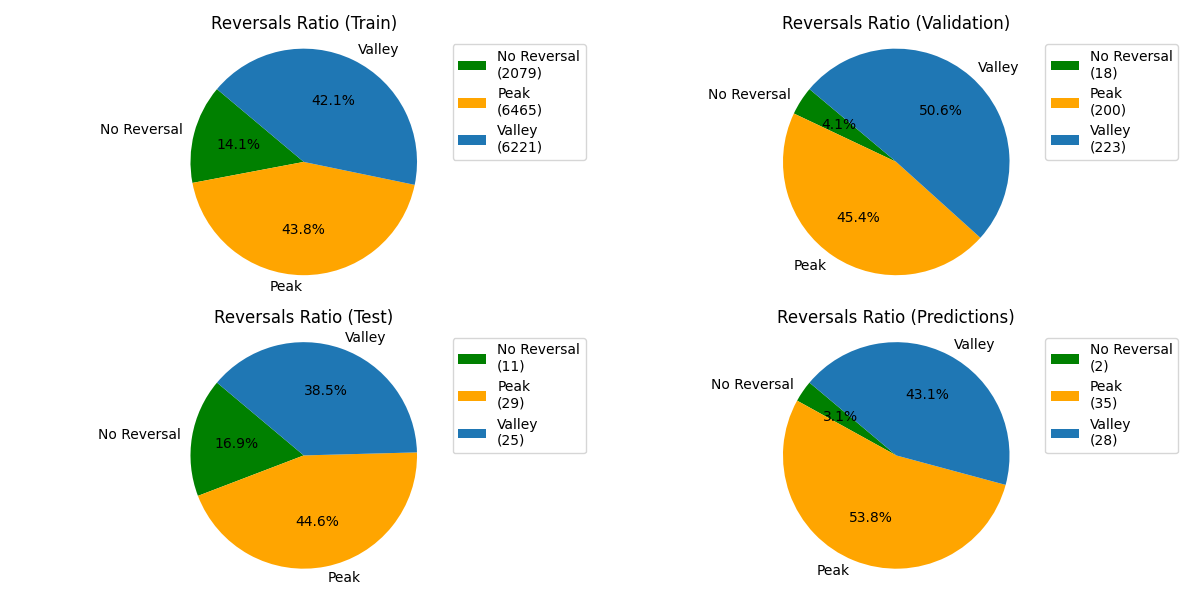 Reversals Ratio (Train)
Valley
42.1%
No Reversal
14.1%
43.8%
Peak
No Reversal
(2079)
Peak
(6465)
Valley
(6221)
Reversals Ratio (Validation)
Valley
50.6%
No Reversal
4.1%
45.4%
Peak
No Reversal
(18)
Peak
(200)
Valley
(223)
Reversals Ratio (Test)
Valley
38.5%
No Reversal
16.9%
44.6%
Peak
No Reversal
(11)
Peak
(29)
Valley
(25)
Reversals Ratio (Predictions)
Valley
43.1%
No Reversal
3.1%
53.8%
Peak
No Reversal
(2)
Peak
(35)
Valley
(28)